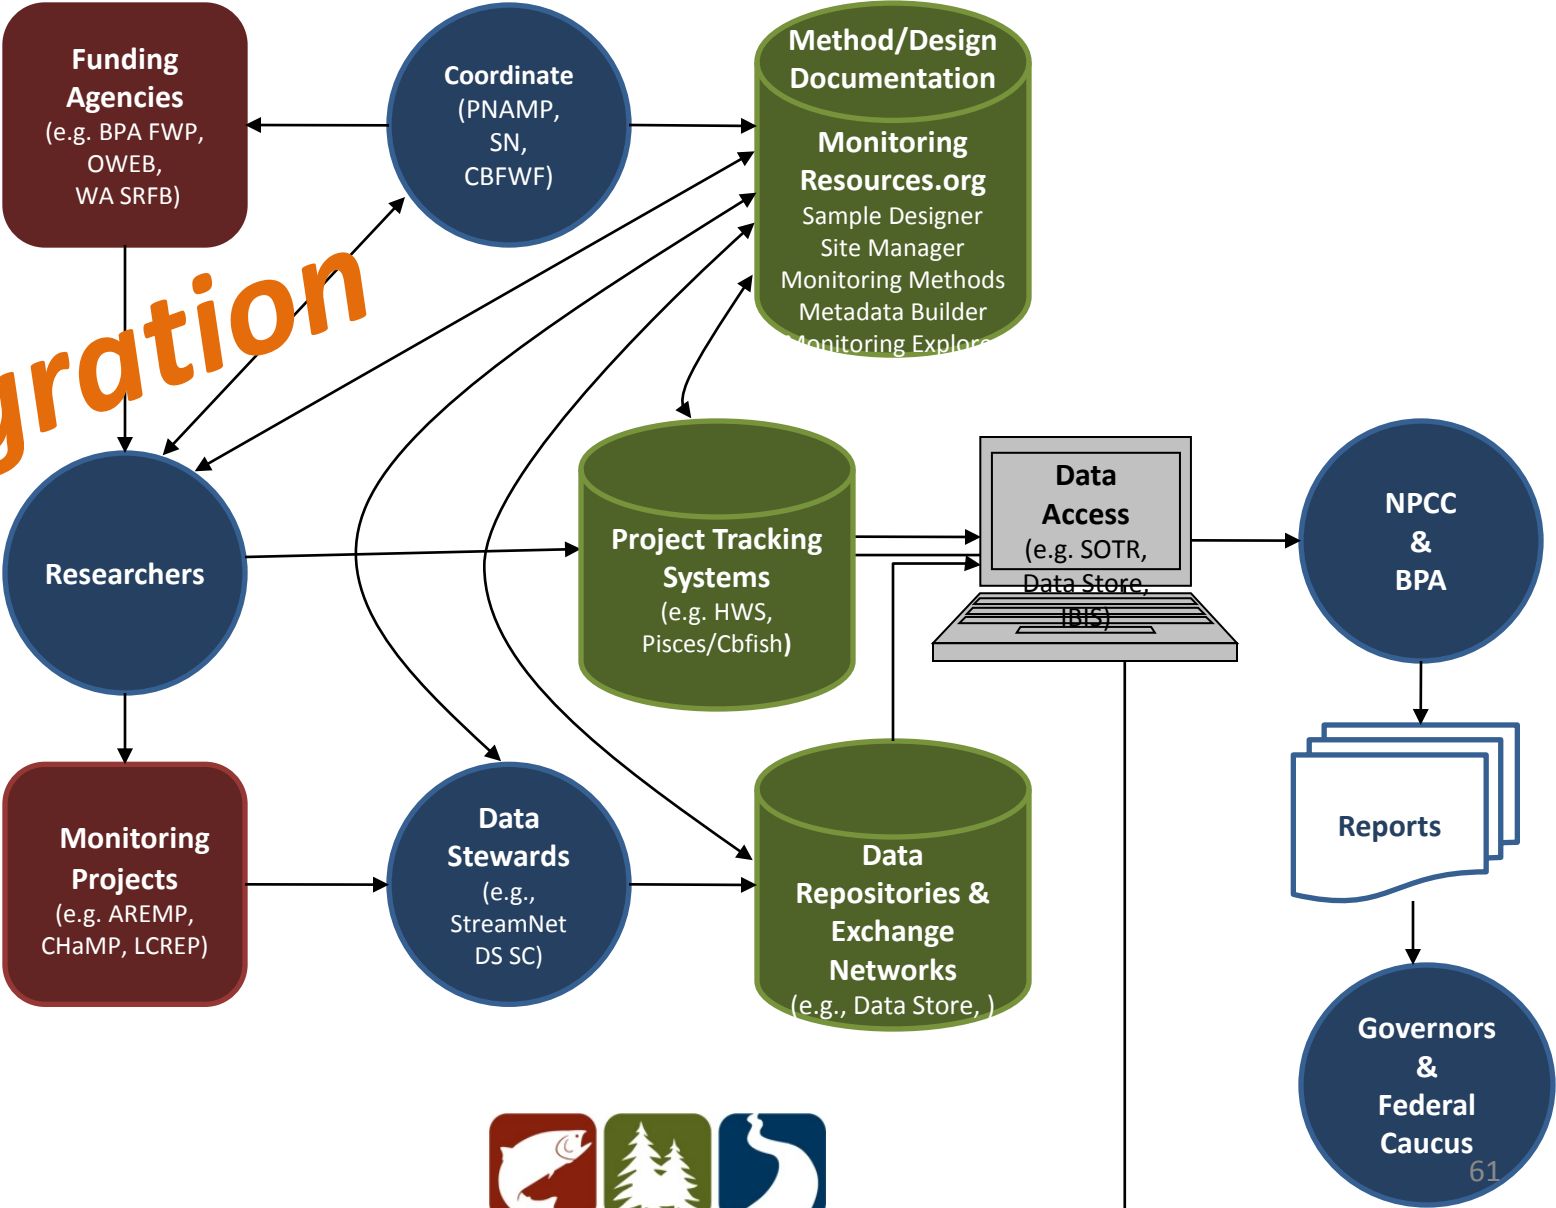 Funding
Agencies
(e.g. BPA FWP,
OWEB,
WA SRFB)
Coordinate
(PNAMP,
SN,
CBFWF)
Method/Design
Documentation
Monitoring
Resources.org
Sample Designer
Site Manager
Monitoring Methods
Metadata Builder
Monitoring Explorer
gration
Researchers
Project Tracking
Systems
(e.g. HWS,
Pisces/Cbfish)
Data
Access
(e.g. SOTR,
Data Store,
IBIS)
NPCC
&
BPA
Monitoring
Projects
(e.g. AREMP,
CHaMP, LCREP)
Data
Stewards
(e.g.,
StreamNet
DS SC)
Data
Repositories &
Exchange
Networks
(e.g., Data Store, )
Reports
Governors
&
Federal
Caucus
61